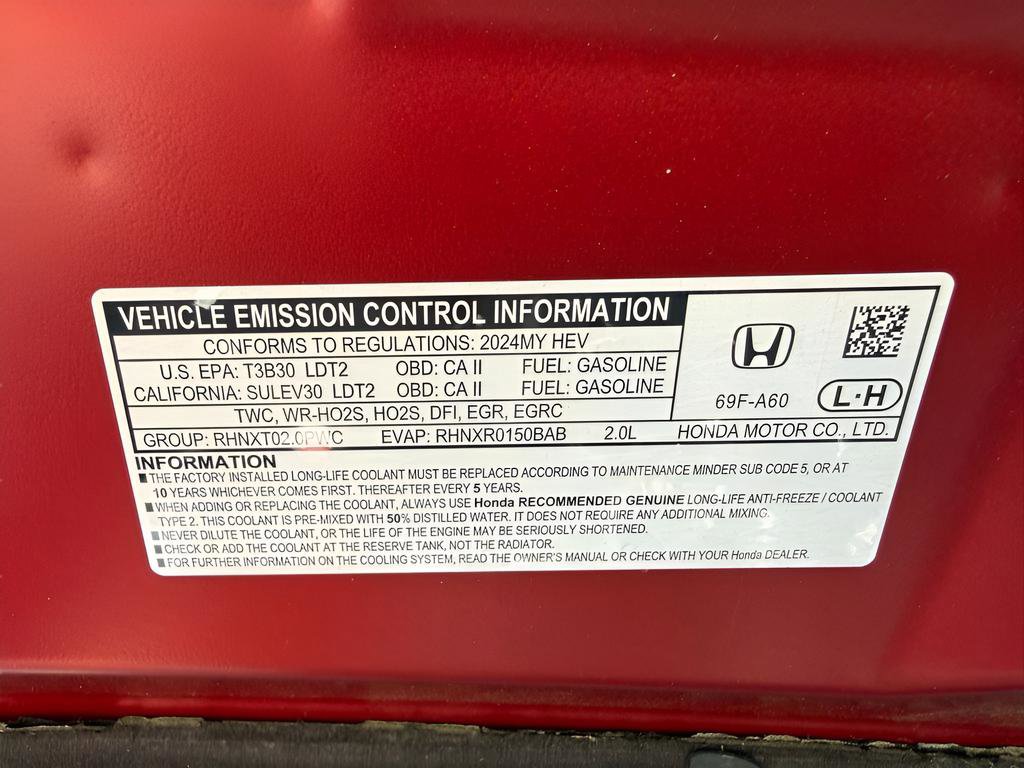 VEHICLE EMISSION CONTROL INFORMATION
CONFORMS TO REGULATIONS: 2024MY HEV
U.S. EPA: T3B30 LDT2 OBD: CA II FUEL: GASOLINE
CALIFORNIA: SULEV30 LDT2 OBD: CA II FUEL: GASOLINE
TWC, WR-HO2S, HO2S, DFI, EGR, EGRC
69F-A60 L·H
GROUP: RHNXT02.0PWC EVAP: RHNXR0150BAB 2.0L HONDA MOTOR CO., LTD.
INFORMATION
■ THE FACTORY INSTALLED LONG-LIFE COOLANT MUST BE REPLACED ACCORDING TO MAINTENANCE MINDER SUB CODE 5, OR AT
10 YEARS WHICHEVER COMES FIRST. THEREAFTER EVERY 5 YEARS.
■ WHEN ADDING OR REPLACING THE COOLANT, ALWAYS USE Honda RECOMMENDED GENUINE LONG-LIFE ANTI-FREEZE / COOLANT
TYPE 2. THIS COOLANT IS PRE-MIXED WITH 50% DISTILLED WATER. IT DOES NOT REQUIRE ANY ADDITIONAL MIXING.
■ NEVER DILUTE THE COOLANT, OR THE LIFE OF THE ENGINE MAY BE SERIOUSLY SHORTENED.
■ CHECK OR ADD THE COOLANT AT THE RESERVE TANK, NOT THE RADIATOR.
■ FOR FURTHER INFORMATION ON THE COOLING SYSTEM, READ THE OWNER'S MANUAL OR CHECK WITH YOUR Honda DEALER.